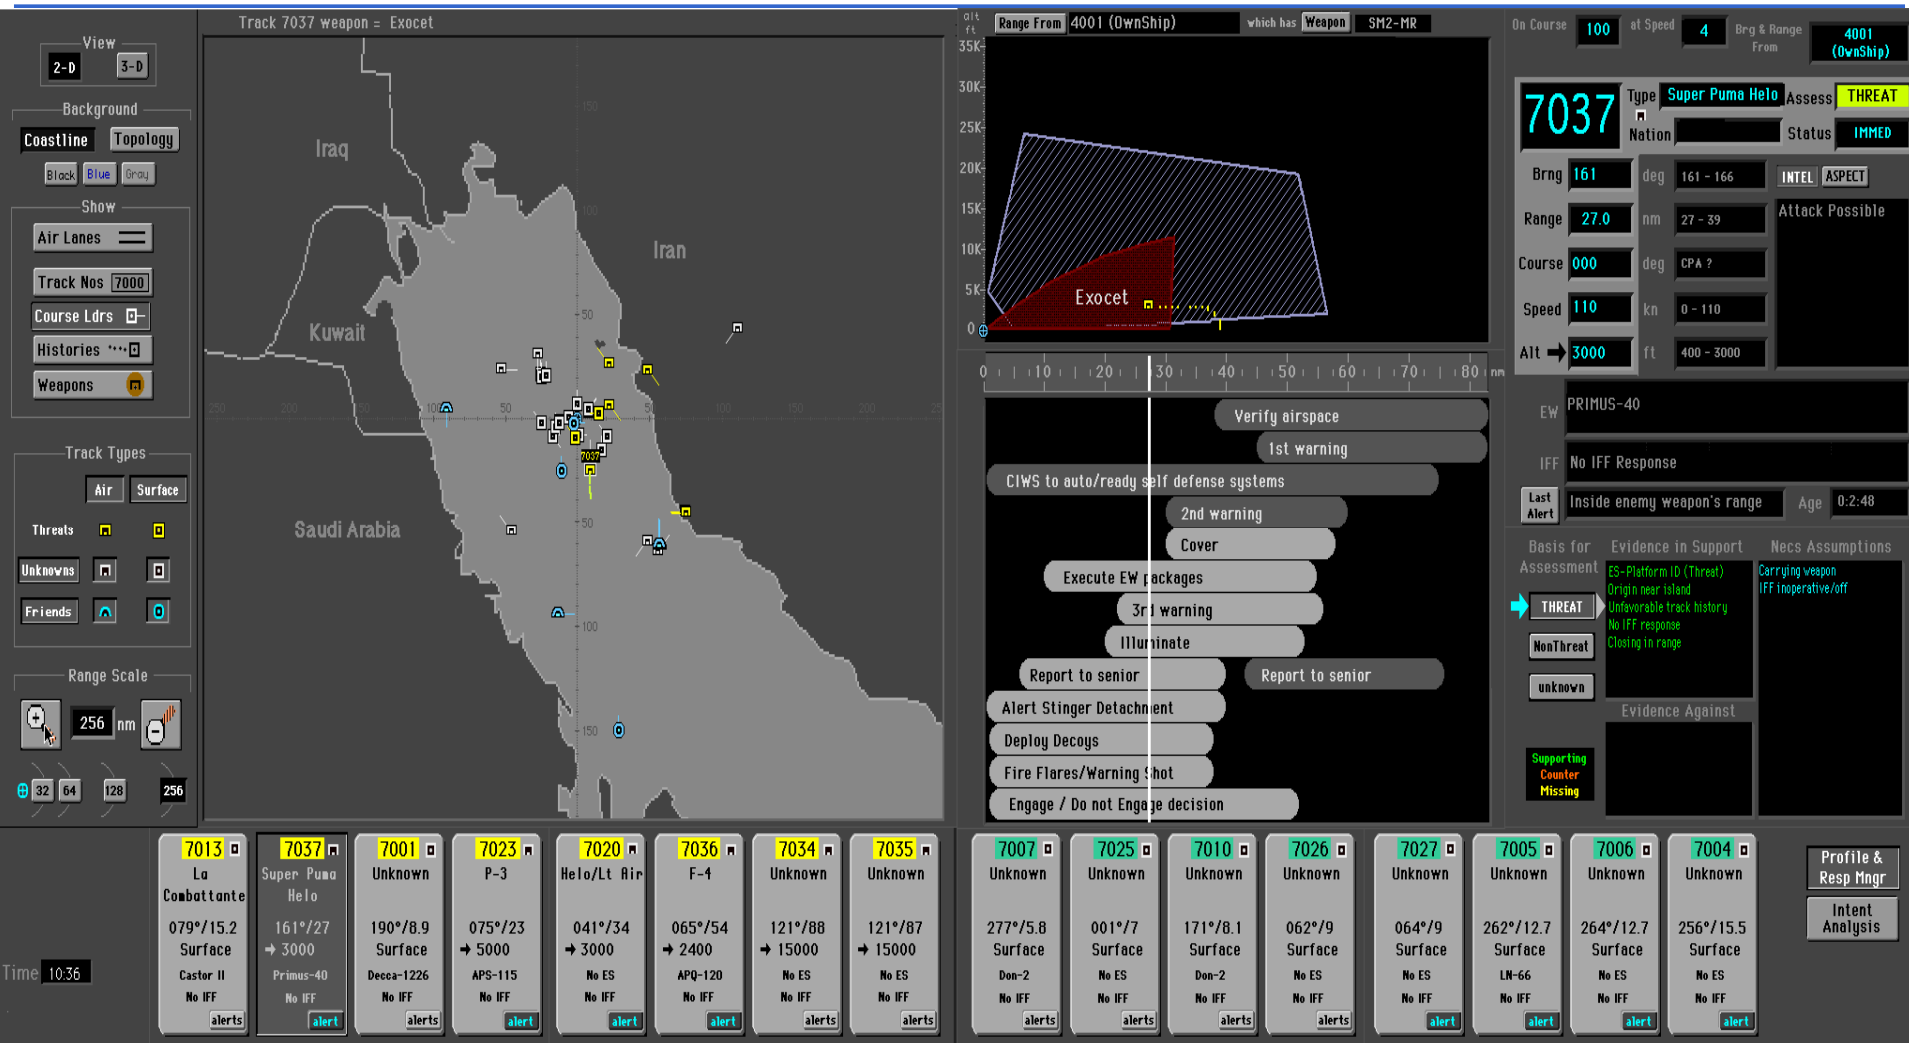 Track 7037 weapon = Exocet
View
2-D
3-D
Background
Coastline
Topology
Black
Blue
Gray
Show
Air Lanes
Track Nos 7000
Course Ldrs
Histories
Weapons
Track Types
Air
Surface
Threats
Unknowns
Friends
Range Scale
256 nm
32
64
128
256
Time 10:36
Iraq
Iran
Kuwait
Saudi Arabia
150
100
50
250
200
150
100
50
50
100
150
200
50
100
150
7037
alt
ft
Range From
4001 (OwnShip)
which has
Weapon
SM2-MR
35K
30K
25K
20K
15K
10K
5K
0
Exocet
0 10 20 30 40 50 60 70 80 nm
Verify airspace
1st warning
CIWS to auto/ready self defense systems
2nd warning
Cover
Execute EW packages
3rd warning
Illuminate
Report to senior
Report to senior
Alert Stinger Detachment
Deploy Decoys
Fire Flares/Warning Shot
Engage / Do not Engage decision
On Course
100
at Speed
4
Brg & Range
From
4001
(OwnShip)
7037
Type
Super Puma Helo
Assess
THREAT
Nation
Status
IMMED
Brng 161 deg 161 - 166
INTEL
ASPECT
Range 27.0 nm 27 - 39
Attack Possible
Course 000 deg CPA ?
Speed 110 kn 0 - 110
Alt 3000 ft 400 - 3000
EW
PRIMUS-40
IFF
No IFF Response
Last
Alert
Inside enemy weapon's range
Age
0:2:48
Basis for
Assessment
Evidence in Support
Necs Assumptions
THREAT
NonThreat
unknown
ES-Platform ID (Threat)
Origin near island
Unfavorable track history
No IFF response
Closing in range
Carrying weapon
IFF inoperative/off
Evidence Against
Supporting
Counter
Missing
7013
La
Combattante
079°/15.2
Surface
Castor II
No IFF
alerts
7037
Super Puma
Helo
161°/27
3000
Primus-40
No IFF
alert
7001
Unknown
190°/8.9
Surface
Decca-1226
No IFF
alerts
7023
P-3
075°/23
5000
APS-115
No IFF
alert
7020
Helo/Lt Air
041°/34
3000
No ES
No IFF
alert
7036
F-4
065°/54
2400
APQ-120
No IFF
alert
7034
Unknown
121°/88
15000
No ES
No IFF
alerts
7035
Unknown
121°/87
15000
No ES
No IFF
alerts
7007
Unknown
277°/5.8
Surface
Don-2
No IFF
alerts
7025
Unknown
001°/7
Surface
No ES
No IFF
alerts
7010
Unknown
171°/8.1
Surface
Don-2
No IFF
alerts
7026
Unknown
062°/9
Surface
No ES
No IFF
alerts
7027
Unknown
064°/9
Surface
No ES
No IFF
alert
7005
Unknown
262°/12.7
Surface
LN-66
No IFF
alert
7006
Unknown
264°/12.7
Surface
No ES
No IFF
alert
7004
Unknown
256°/15.5
Surface
No ES
No IFF
alert
Profile &
Resp Mngr
Intent
Analysis